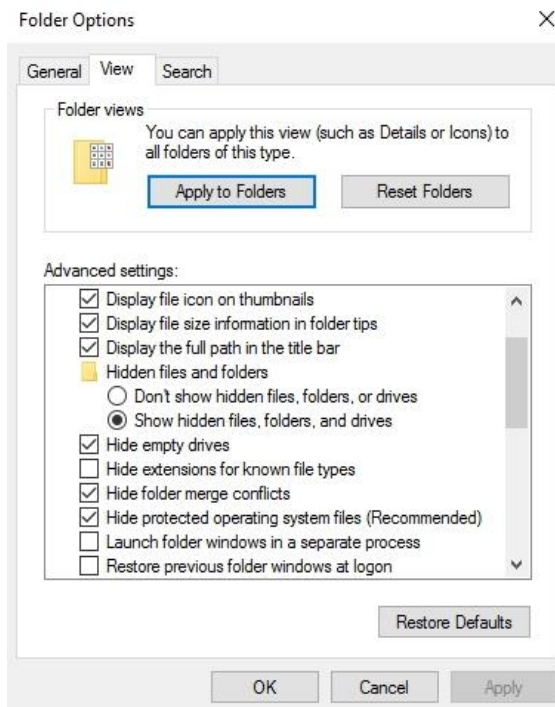 Folder Options
General View Search
Folder views
You can apply this view (such as Details or Icons) to
all folders of this type.
Apply to Folders Reset Folders
Advanced settings:
Display file icon on thumbnails
Display file size information in folder tips
Display the full path in the title bar
Hidden files and folders
Don't show hidden files, folders, or drives
Show hidden files, folders, and drives
Hide empty drives
Hide extensions for known file types
Hide folder merge conflicts
Hide protected operating system files (Recommended)
Launch folder windows in a separate process
Restore previous folder windows at logon
Restore Defaults
OK Cancel Apply